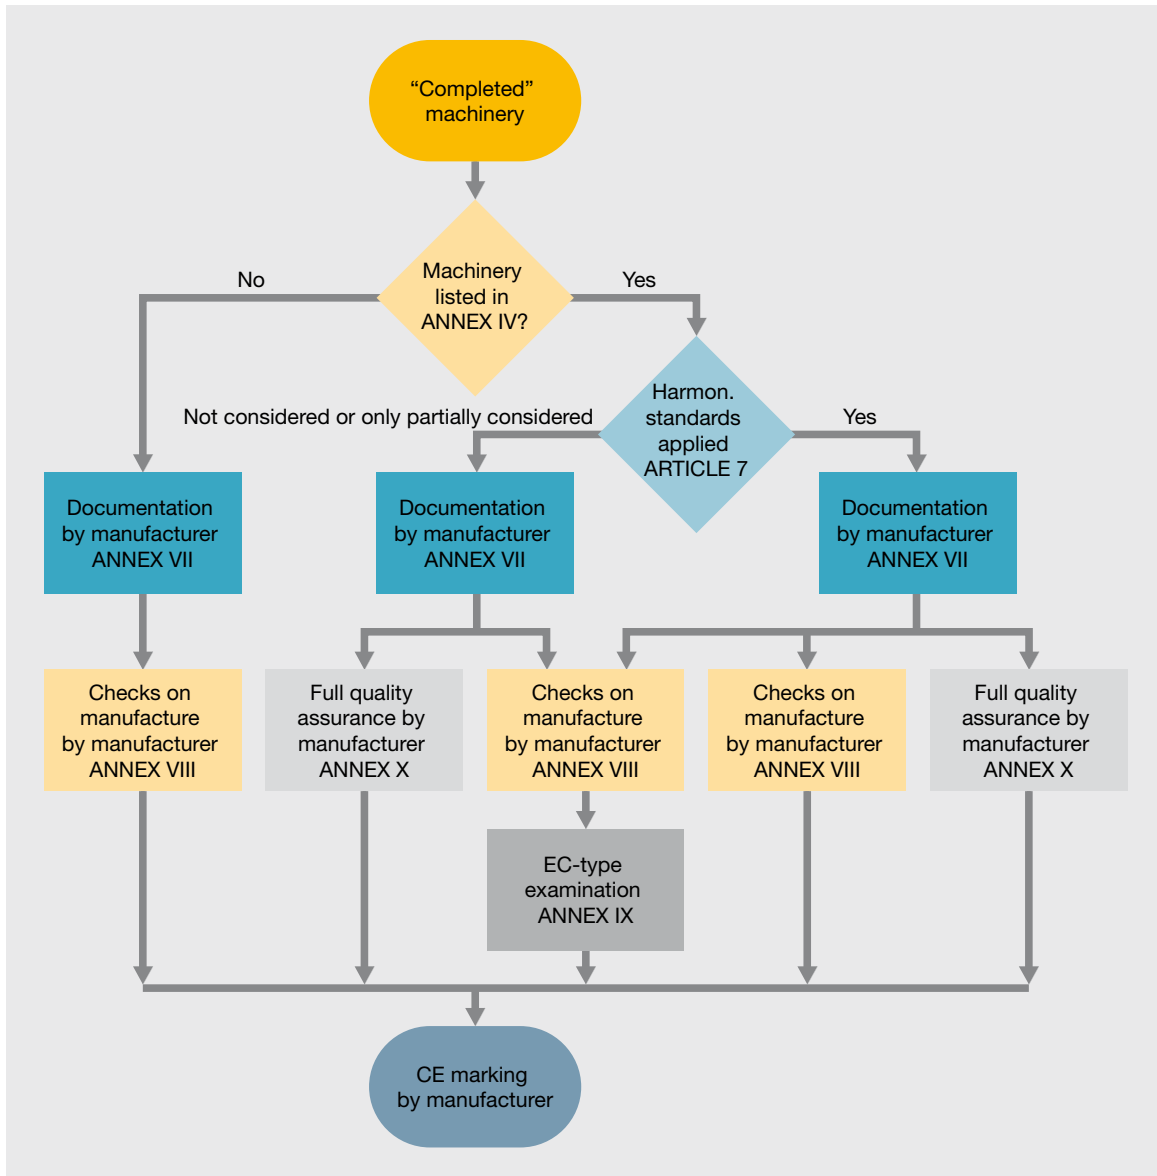 “Completed”
machinery
Machinery
listed in
ANNEX IV?
No
Yes
Harmon.
standards
applied
ARTICLE 7
Not considered or only partially considered
Yes
Documentation
by manufacturer
ANNEX VII
Documentation
by manufacturer
ANNEX VII
Documentation
by manufacturer
ANNEX VII
Checks on
manufacture
by manufacturer
ANNEX VIII
Full quality
assurance by
manufacturer
ANNEX X
Checks on
manufacture
by manufacturer
ANNEX VIII
Checks on
manufacture
by manufacturer
ANNEX VIII
Full quality
assurance by
manufacturer
ANNEX X
EC-type
examination
ANNEX IX
CE marking
by manufacturer